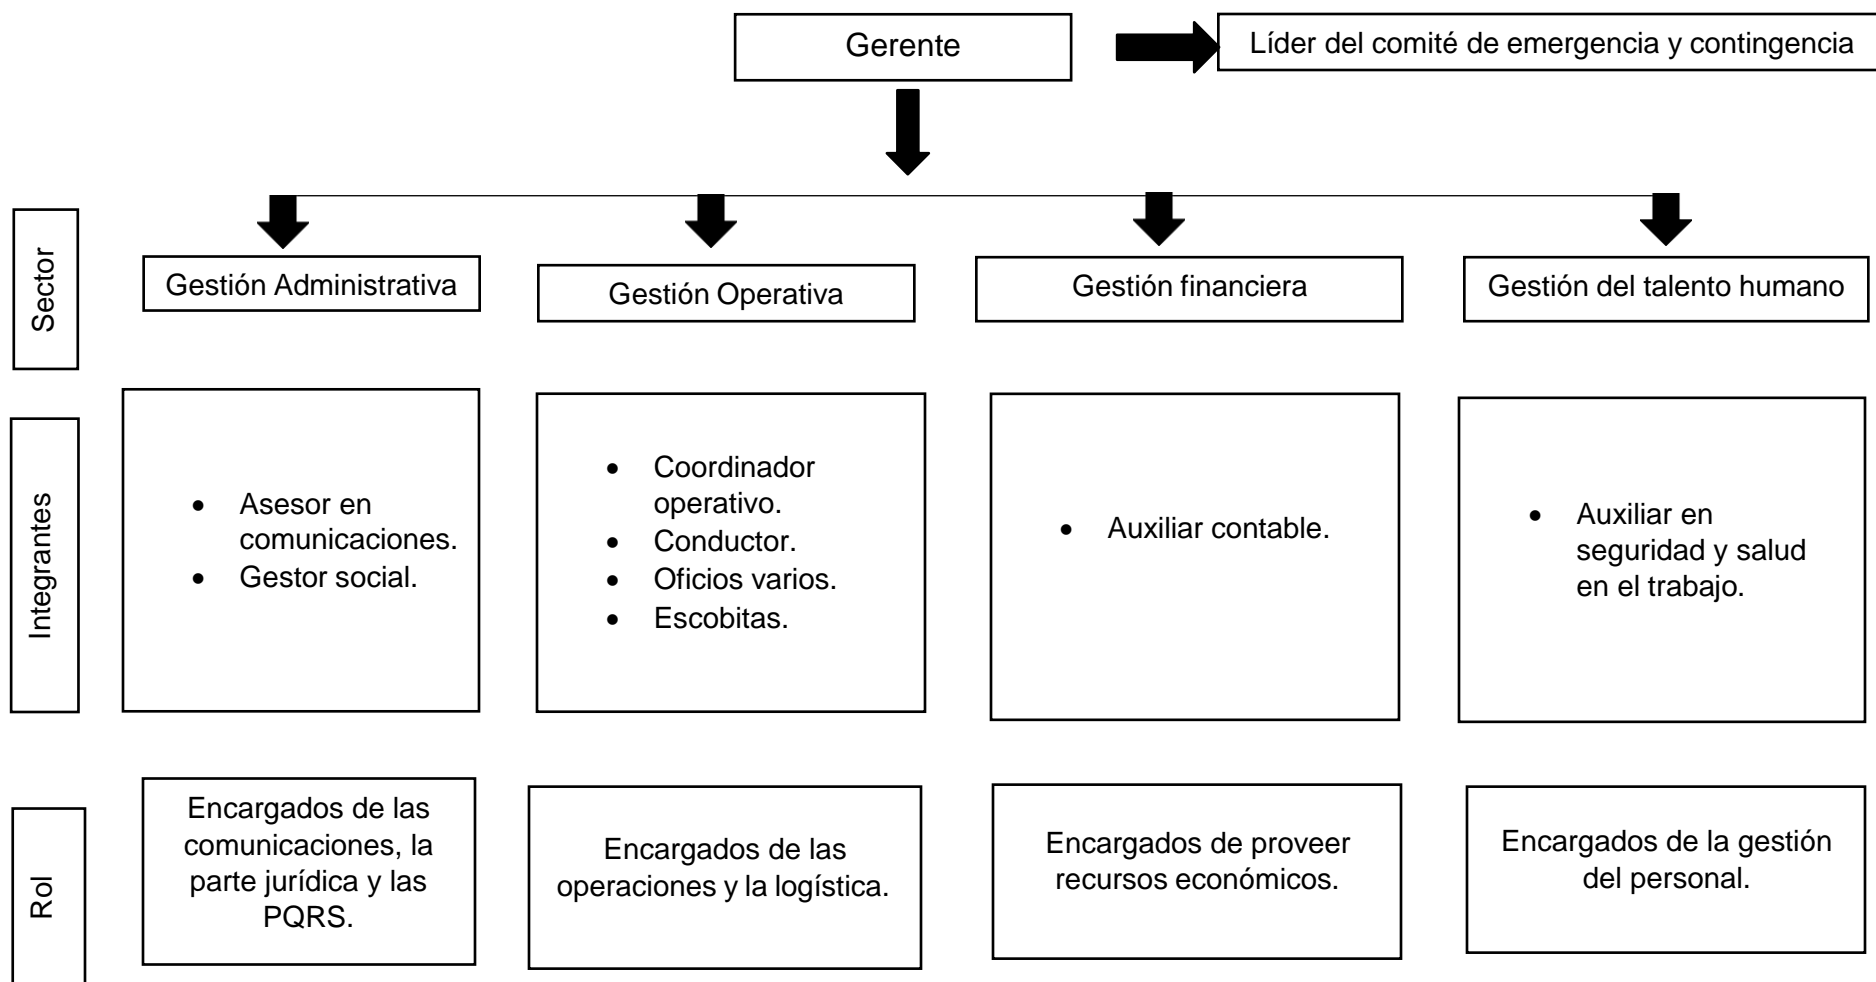 Gerente
Líder del comité de emergencia y contingencia
Sector
Gestión Administrativa
Gestión Operativa
Gestión financiera
Gestión del talento humano
Integrantes
• Asesor en
comunicaciones.
• Gestor social.
• Coordinador
operativo.
• Conductor.
• Oficios varios.
• Escobitas.
• Auxiliar contable.
• Auxiliar en
seguridad y salud
en el trabajo.
Rol
Encargados de las
comunicaciones, la
parte jurídica y las
PQRS.
Encargados de las
operaciones y la logística.
Encargados de proveer
recursos económicos.
Encargados de la gestión
del personal.